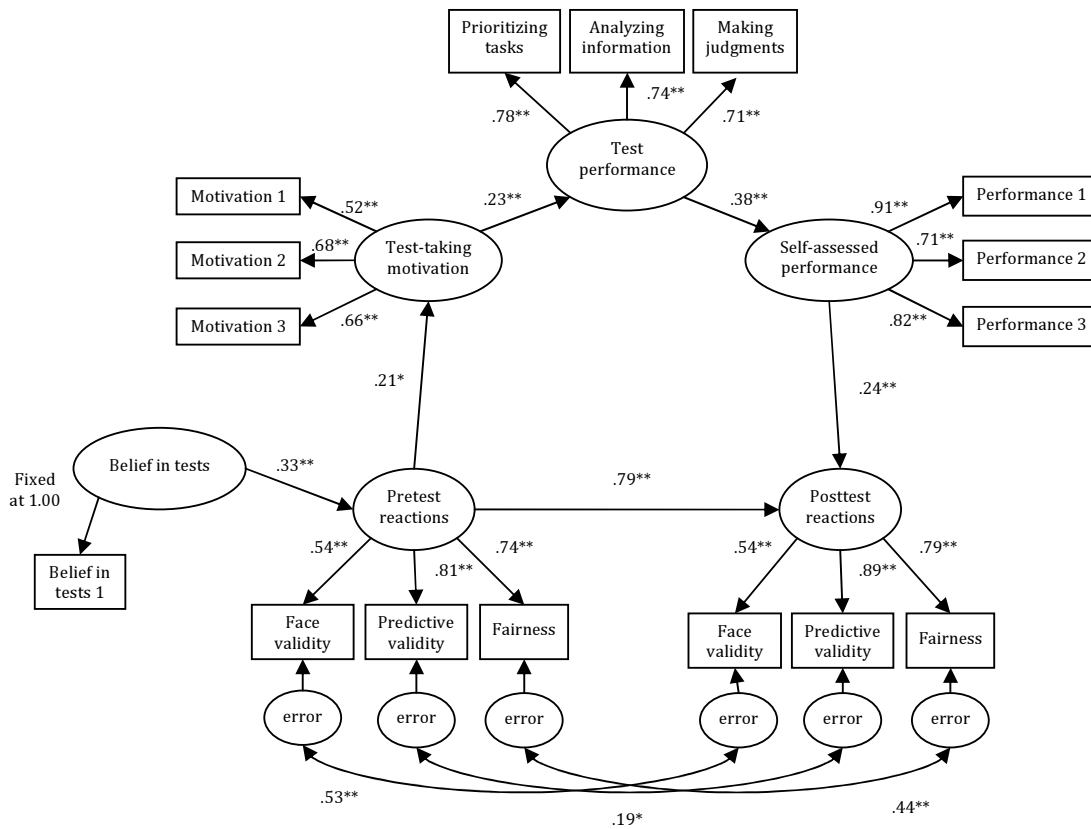 Prioritizing
tasks
Analyzing
information
Making
judgments
.78**
.74**
.71**
Test
performance
Motivation 1
Motivation 2
Motivation 3
.52**
.68**
.66**
Test-taking
motivation
.23**
.38**
Self-assessed
performance
.91**
.71**
.82**
Performance 1
Performance 2
Performance 3
.21*
.24**
Fixed
at 1.00
Belief in tests
.33**
Belief in
tests 1
Pretest
reactions
.79**
Posttest
reactions
.54**
.81**
.74**
.54**
.89**
.79**
Face
validity
Predictive
validity
Fairness
Face
validity
Predictive
validity
Fairness
error
error
error
error
error
error
.53**
.19*
.44**